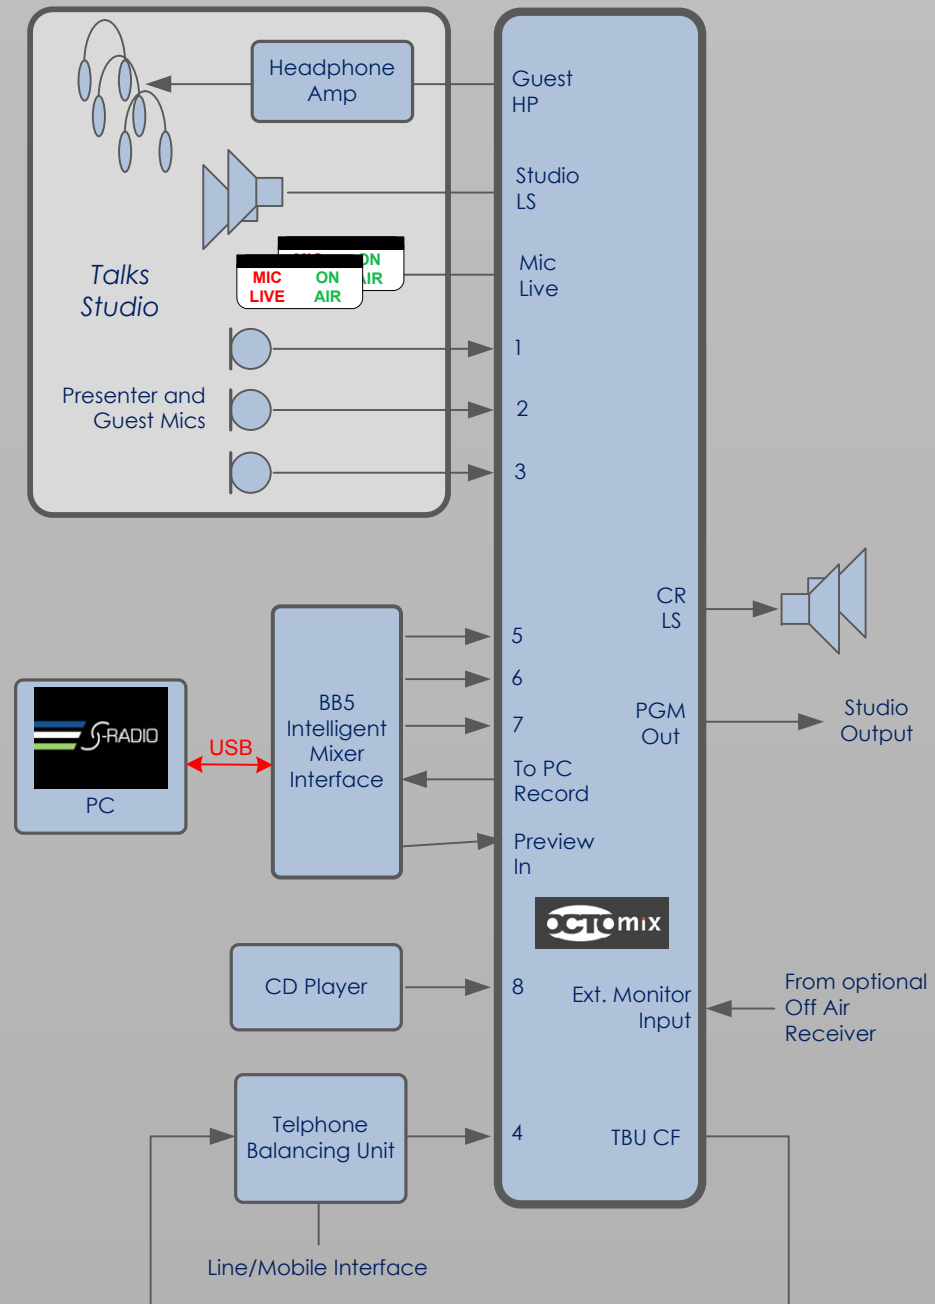 Headphone
Amp
Guest
HP
Studio
LS
Mic
Live
ON
AIR
MIC ON
LIVE AIR
Talks
Studio
1
Presenter and
Guest Mics
2
3
CR
LS
5
6
7
BB5
Intelligent
Mixer
Interface
S-RADIO
PC
USB
PGM
Out
Studio
Output
To PC
Record
Preview
In
OCTOmix
CD Player
8
Ext. Monitor
Input
From optional
Off Air
Receiver
Telphone
Balancing Unit
4
TBU CF
Line/Mobile Interface